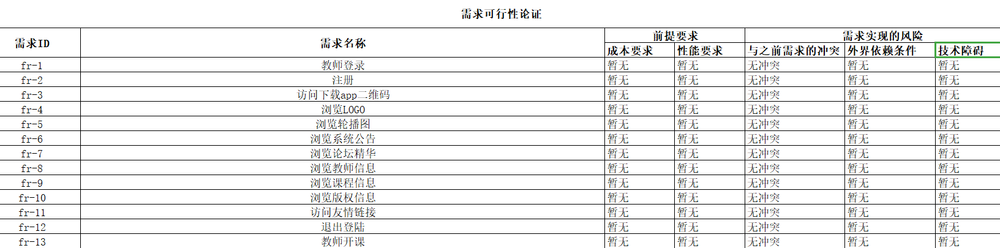 需求可行性论证
需求ID 需求名称 前提要求 需求实现的风险
成本要求 性能要求 与之前需求的冲突 外界依赖条件 技术障碍
fr-1 教师登录 暂无 暂无 无冲突 暂无 暂无
fr-2 注册 暂无 暂无 无冲突 暂无 暂无
fr-3 访问下载app二维码 暂无 暂无 无冲突 暂无 暂无
fr-4 浏览LOGO 暂无 暂无 无冲突 暂无 暂无
fr-5 浏览轮播图 暂无 暂无 无冲突 暂无 暂无
fr-6 浏览系统公告 暂无 暂无 无冲突 暂无 暂无
fr-7 浏览论坛精华 暂无 暂无 无冲突 暂无 暂无
fr-8 浏览教师信息 暂无 暂无 无冲突 暂无 暂无
fr-9 浏览课程信息 暂无 暂无 无冲突 暂无 暂无
fr-10 浏览版权信息 暂无 暂无 无冲突 暂无 暂无
fr-11 访问友情链接 暂无 暂无 无冲突 暂无 暂无
fr-12 退出登陆 暂无 暂无 无冲突 暂无 暂无
fr-13 教师开课 暂无 暂无 无冲突 暂无 暂无